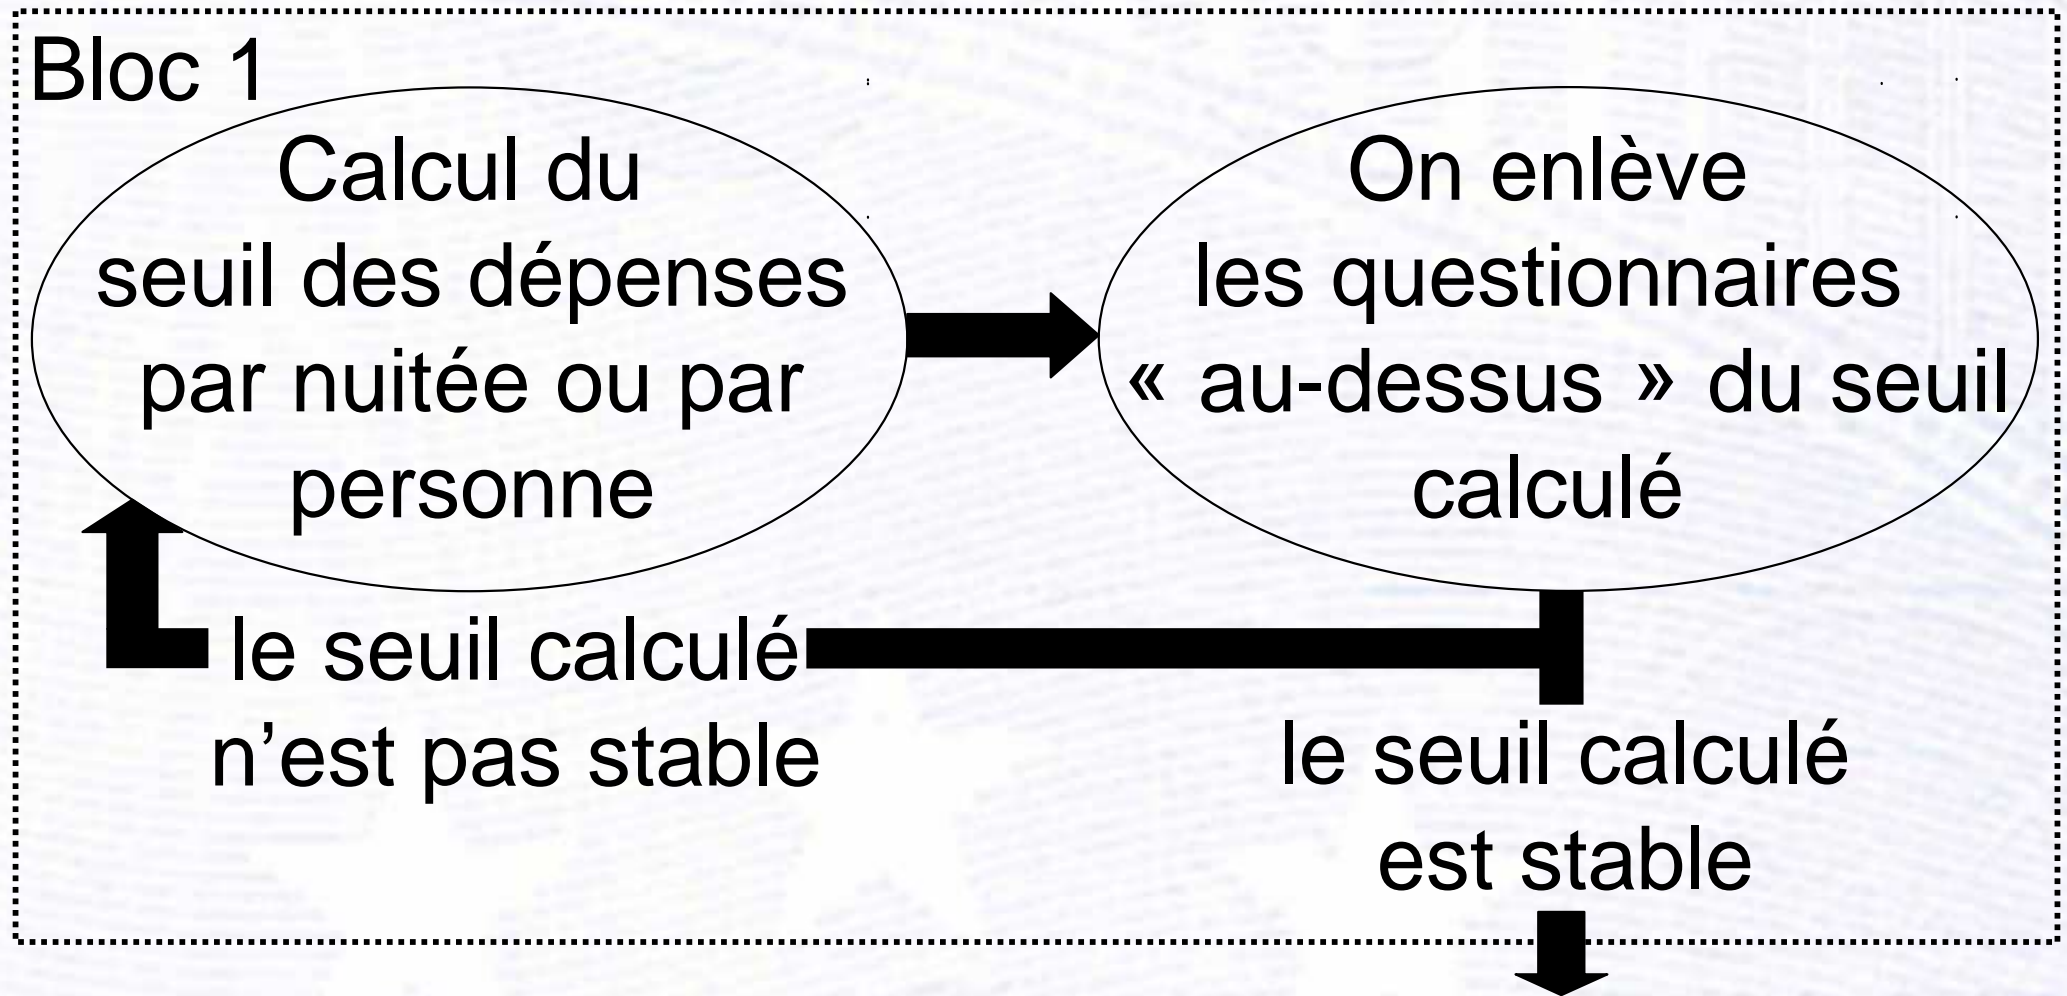 Bloc 1
Calcul du
seuil des dépenses
par nuitée ou par
personne
On enlève
les questionnaires
« au-dessus » du seuil
calculé
le seuil calculé
n’est pas stable
le seuil calculé
est stable